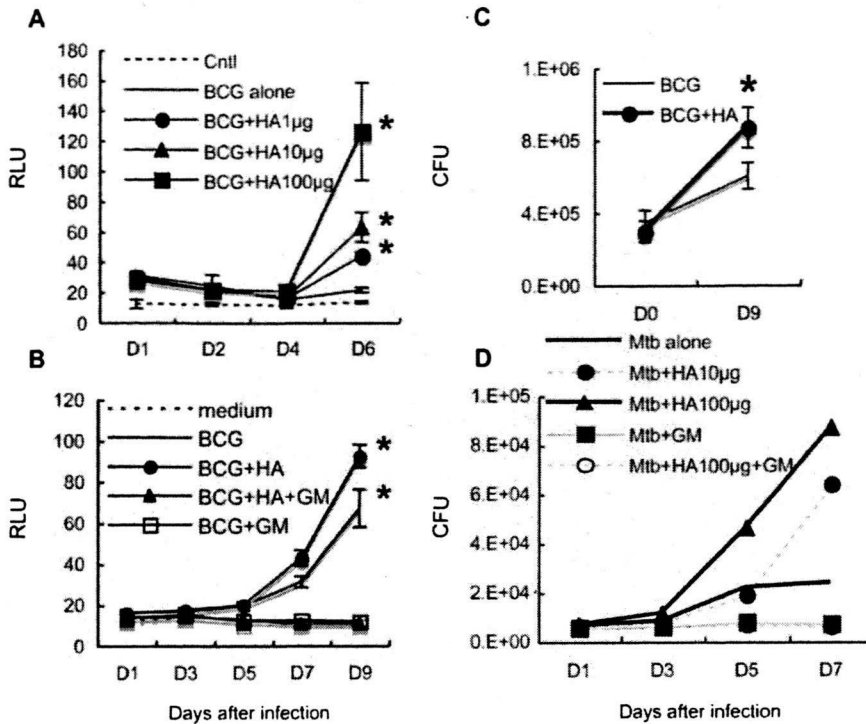 A
180
160
140
120
100
80
60
40
20
0
RLU
Cntl
BCG alone
BCG+HA1µg
BCG+HA10µg
BCG+HA100µg
*
*
*
D1 D2 D4 D6
B
120
100
80
60
40
20
0
RLU
medium
BCG
BCG+HA
BCG+HA+GM
BCG+GM
*
*
D1 D3 D5 D7 D9
Days after infection
C
1.E+06
8.E+05
4.E+05
0.E+00
CFU
BCG
BCG+HA
*
D0 D9
D
1.E+05
8.E+04
6.E+04
4.E+04
2.E+04
0.E+00
CFU
Mtb alone
Mtb+HA10µg
Mtb+HA100µg
Mtb+GM
Mtb+HA100µg+GM
D1 D3 D5 D7
Days after infection